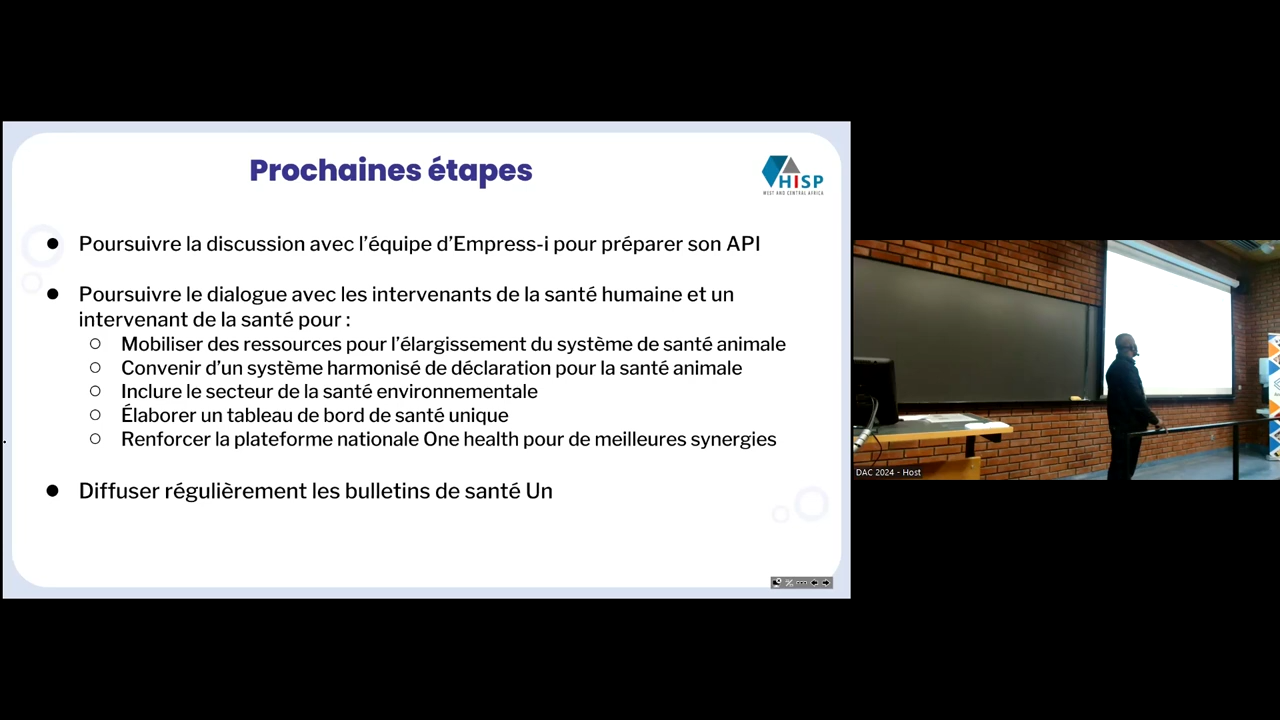 Prochaines étapes
HISP
WEST AND CENTRAL AFRICA
● Poursuivre la discussion avec l’équipe d’Empress-i pour préparer son API
● Poursuivre le dialogue avec les intervenants de la santé humaine et un
intervenant de la santé pour :
○ Mobiliser des ressources pour l’élargissement du système de santé animale
○ Convenir d’un système harmonisé de déclaration pour la santé animale
○ Inclure le secteur de la santé environnementale
○ Élaborer un tableau de bord de santé unique
○ Renforcer la plateforme nationale One health pour de meilleures synergies
● Diffuser régulièrement les bulletins de santé Un
DAC 2024 - Host